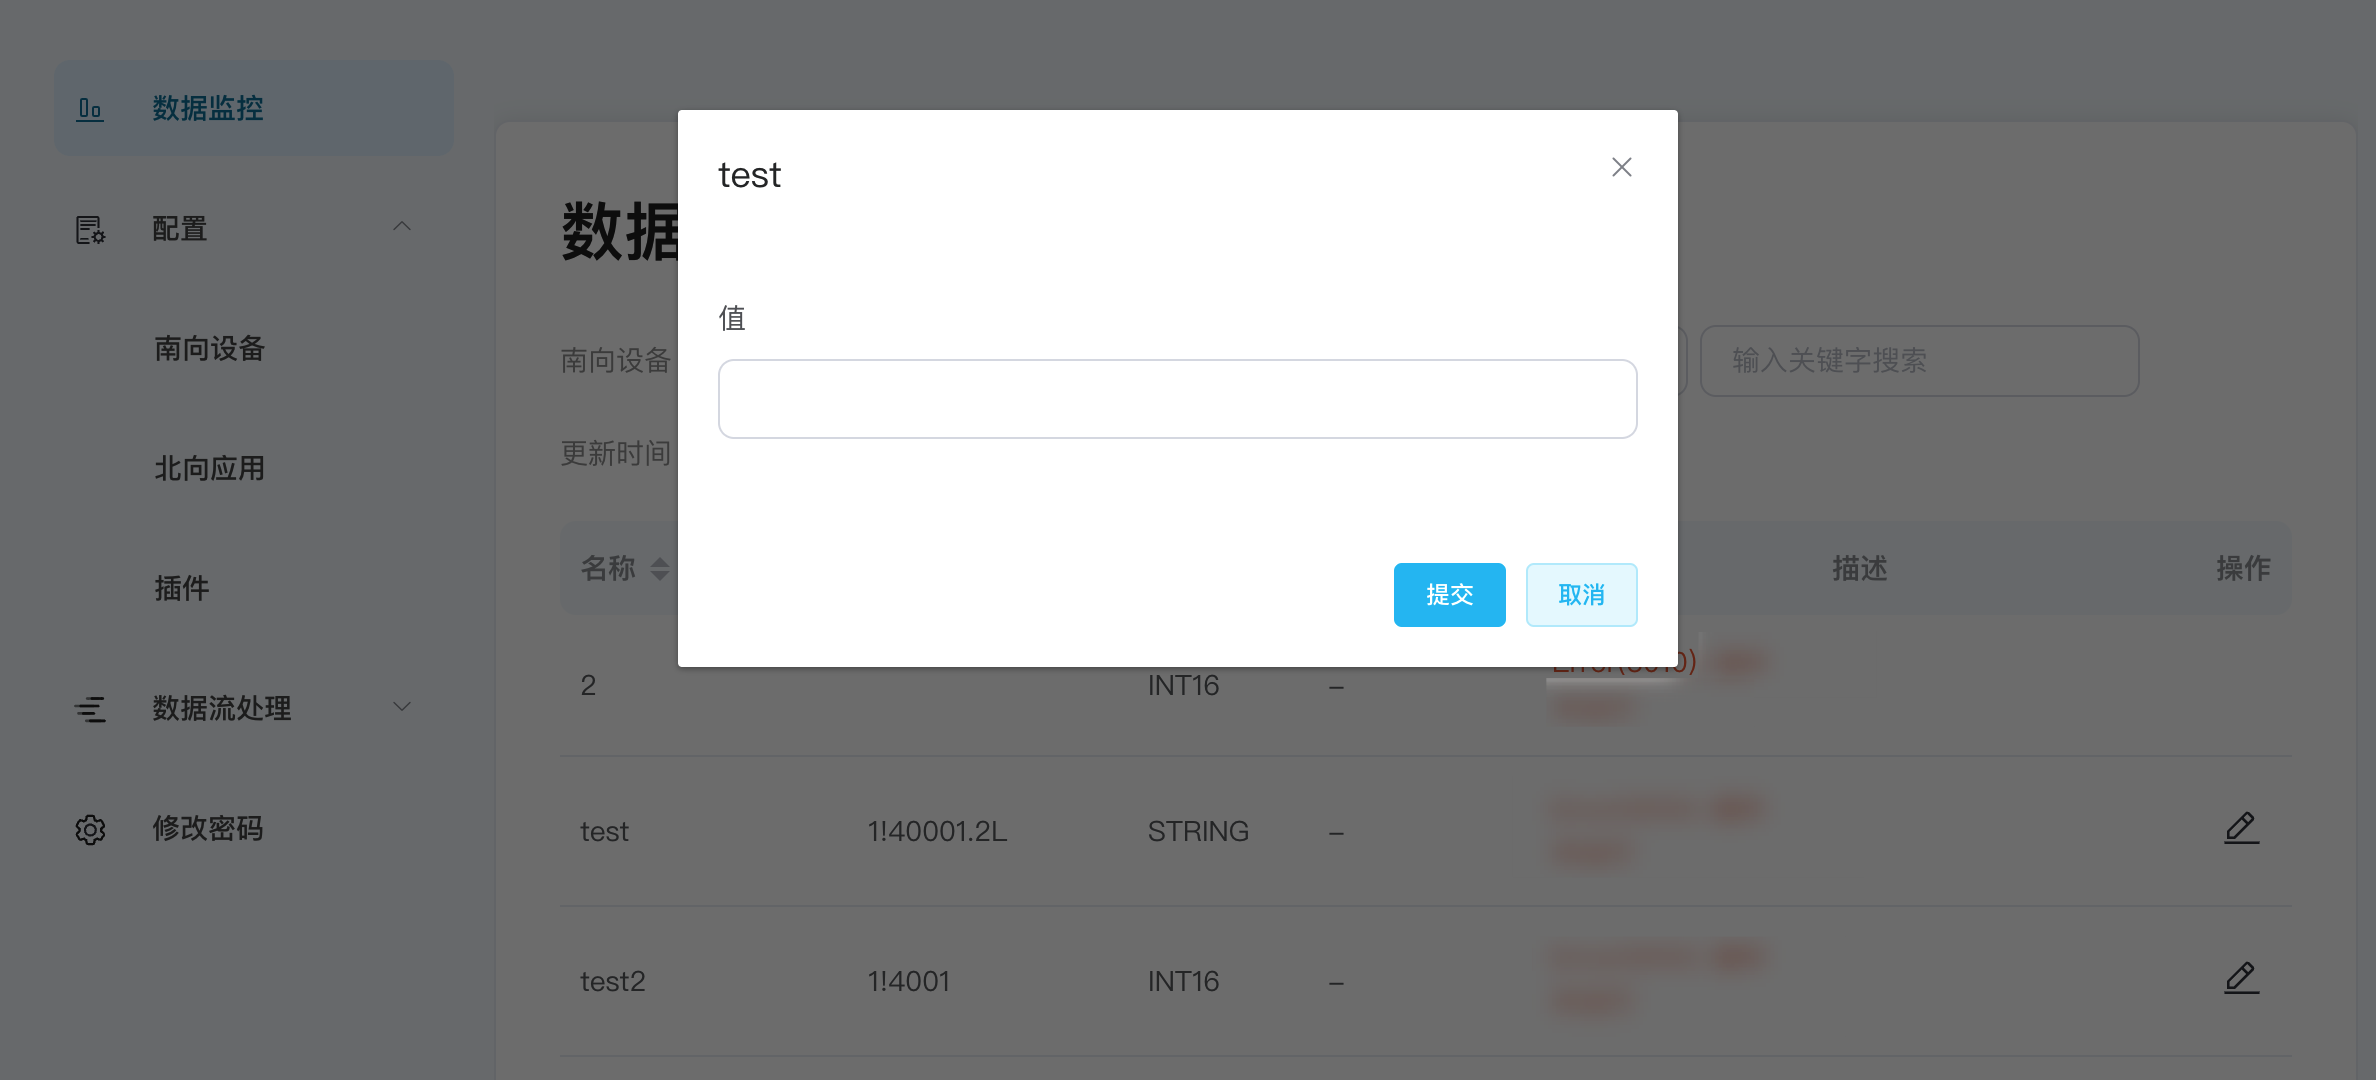 数据监控
配置
南向设备
北向应用
插件
数据流处理
修改密码
数据
南向设备
输入关键字搜索
更新时间
名称
描述
操作
test
值
提交
取消
2
INT16
–
test
1!40001.2L
STRING
–
test2
1!4001
INT16
–